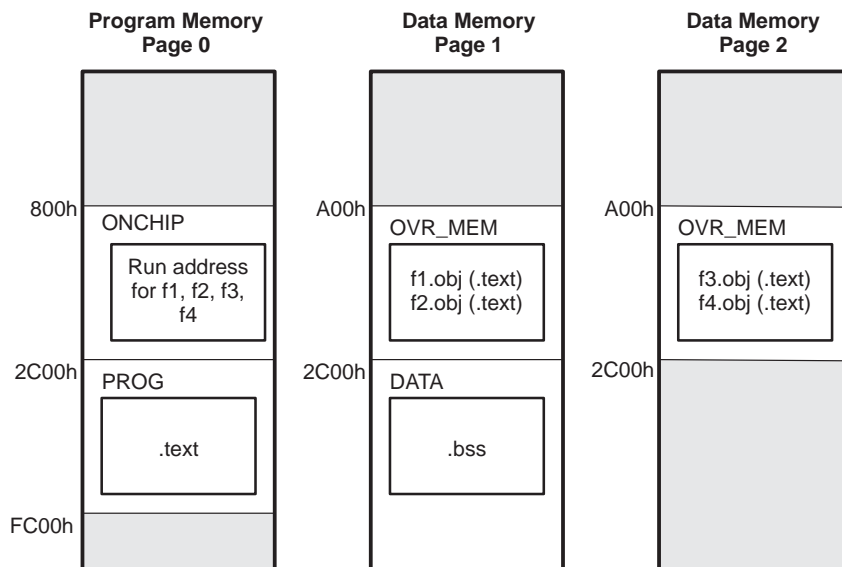 Program Memory
Page 0
Data Memory
Page 1
Data Memory
Page 2
800h
ONCHIP
Run address
for f1, f2, f3,
f4
2C00h
PROG
.text
FC00h
A00h
OVR_MEM
f1.obj (.text)
f2.obj (.text)
2C00h
DATA
.bss
A00h
OVR_MEM
f3.obj (.text)
f4.obj (.text)
2C00h